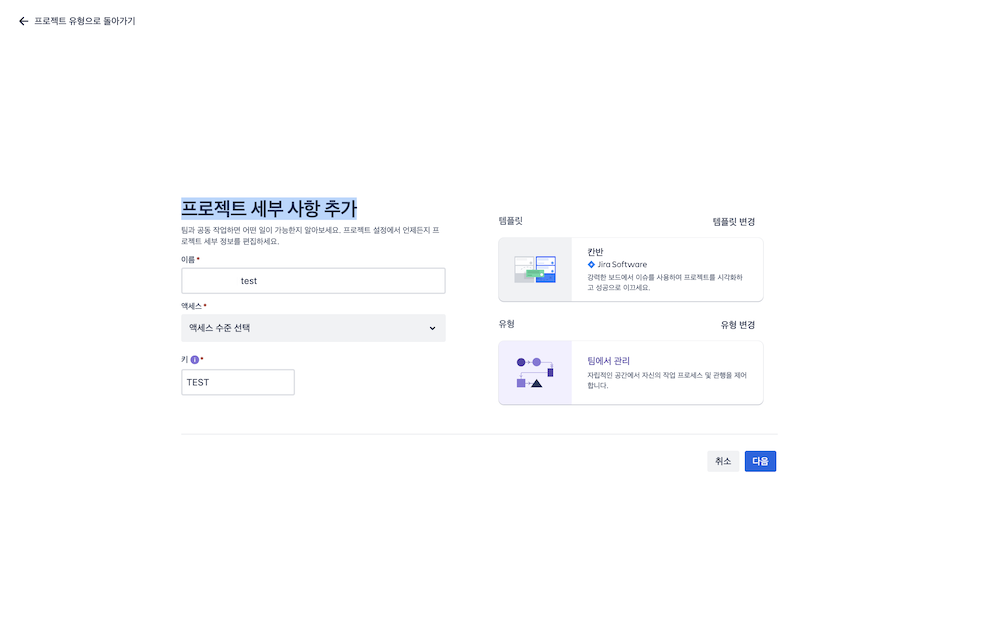 프로젝트 유형으로 돌아가기
프로젝트 세부 사항 추가
팀과 공동 작업하면 어떤 일이 가능한지 알아보세요. 프로젝트 설정에서 언제든지 프
로젝트 세부 정보를 편집하세요.
이름*
test
액세스*
액세스 수준 선택
키 *
TEST
템플릿
템플릿 변경
칸반
Jira Software
강력한 보드에서 이슈를 사용하여 프로젝트를 시각화하
고 성공으로 이끄세요.
유형
유형 변경
팀에서 관리
자립적인 공간에서 자신의 작업 프로세스 및 관행을 제어
합니다.
취소
다음